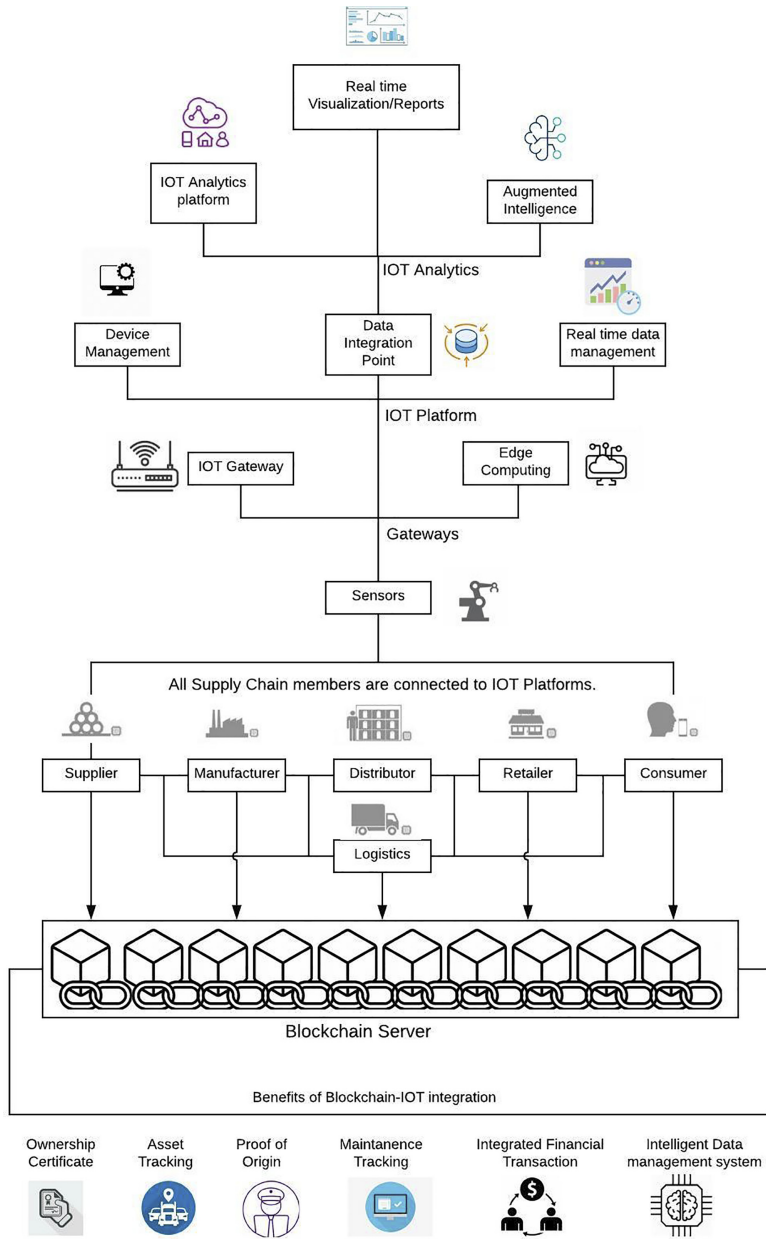 Real time
Visualization/Reports
IOT Analytics
platform
Augmented
Intelligence
IOT Analytics
Device
Management
Data
Integration
Point
Real time data
management
IOT Platform
IOT Gateway
Edge
Computing
Gateways
Sensors
All Supply Chain members are connected to IOT Platforms.
Supplier
Manufacturer
Distributor
Retailer
Consumer
Logistics
Blockchain Server
Benefits of Blockchain-IOT integration
Ownership
Certificate
Asset
Tracking
Proof of
Origin
Maintanence
Tracking
Integrated Financial
Transaction
Intelligent Data
management system
$